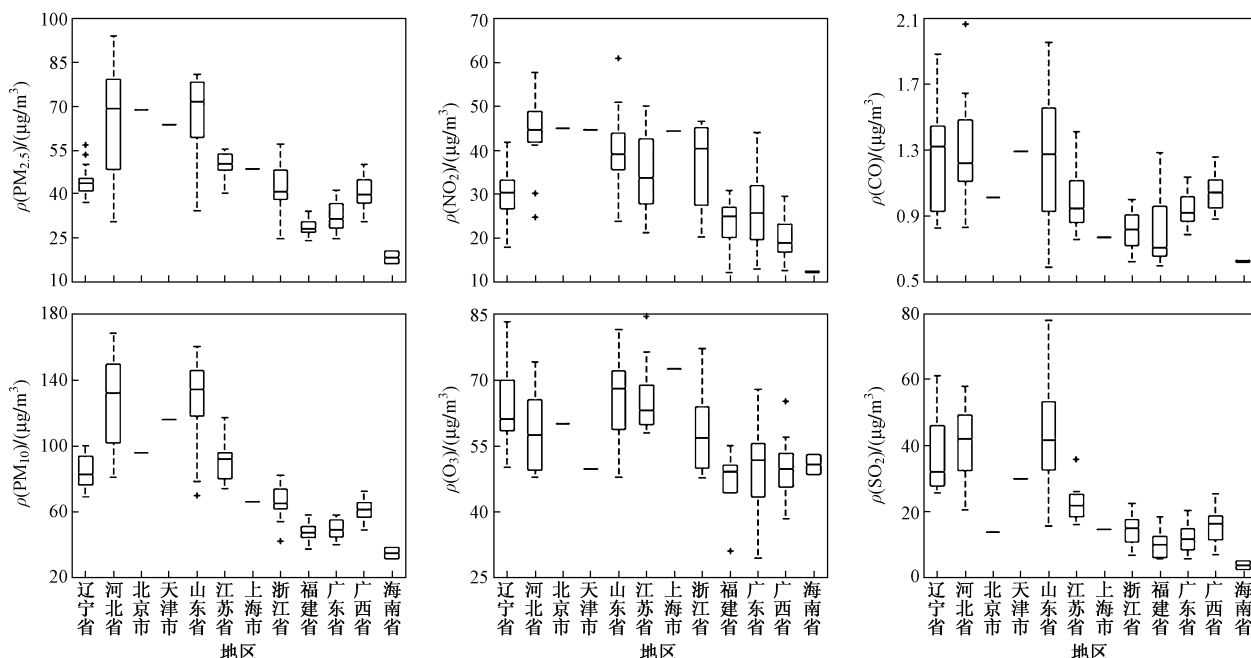 ρ(PM2.5)/(μg/m³)
100
85
70
55
40
25
10
ρ(NO2)/(μg/m³)
70
60
50
40
30
20
10
ρ(CO)/(μg/m³)
2.1
1.7
1.3
0.9
0.5
ρ(PM10)/(μg/m³)
180
140
100
60
20
辽宁省
河北省
北京市
天津市
山东省
江苏省
上海市
浙江省
福建省
广东省
广西省
海南省
地区
ρ(O3)/(μg/m³)
85
70
55
40
25
辽宁省
河北省
北京市
天津市
山东省
江苏省
上海市
浙江省
福建省
广东省
广西省
海南省
地区
ρ(SO2)/(μg/m³)
80
60
40
20
0
辽宁省
河北省
北京市
天津市
山东省
江苏省
上海市
浙江省
福建省
广东省
广西省
海南省
地区